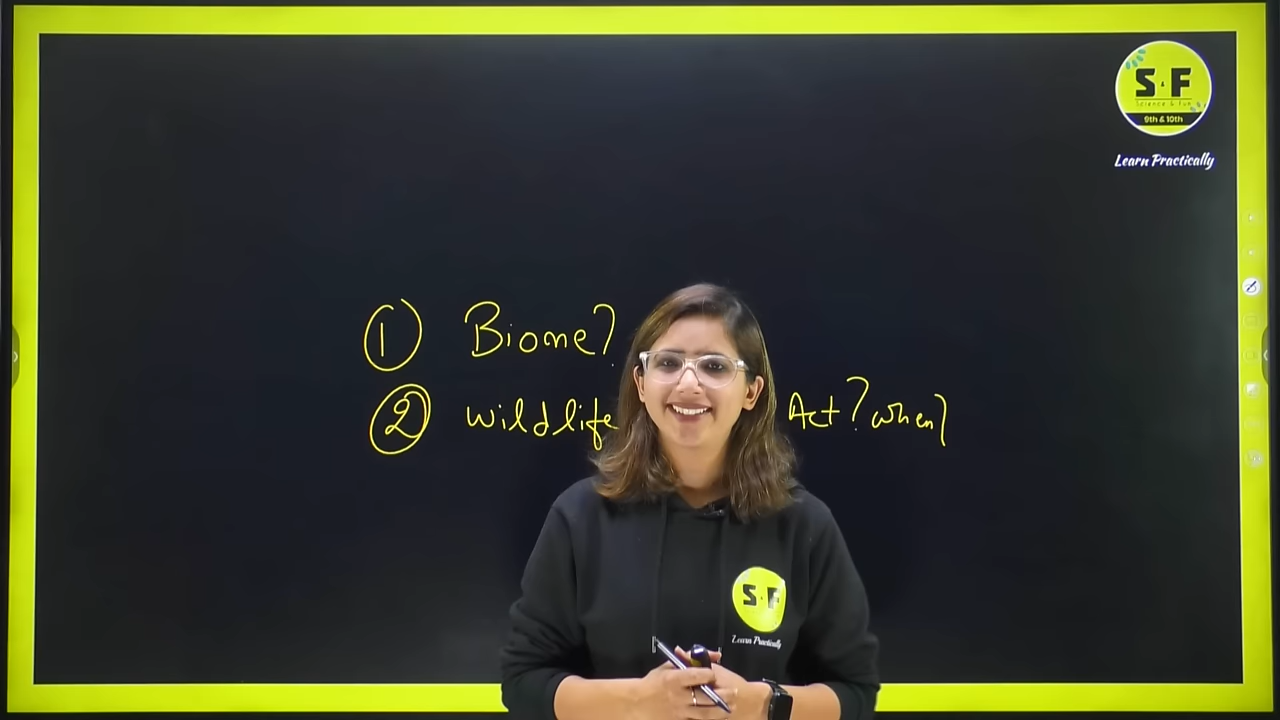 S.F
Science & Fun
9th & 10th
Learn Practically
① Biome?
② wildlife Act? when?
S.F
Learn Practically